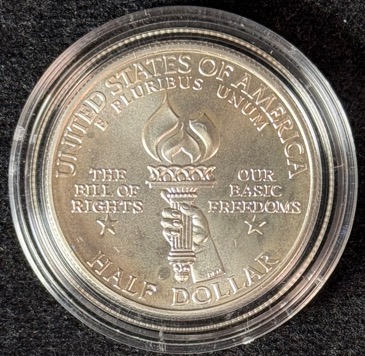 UNITED STATES OF AMERICA
E PLURIBUS UNUM
THE
BILL OF
RIGHTS
OUR
BASIC
FREEDOMS
HALF DOLLAR